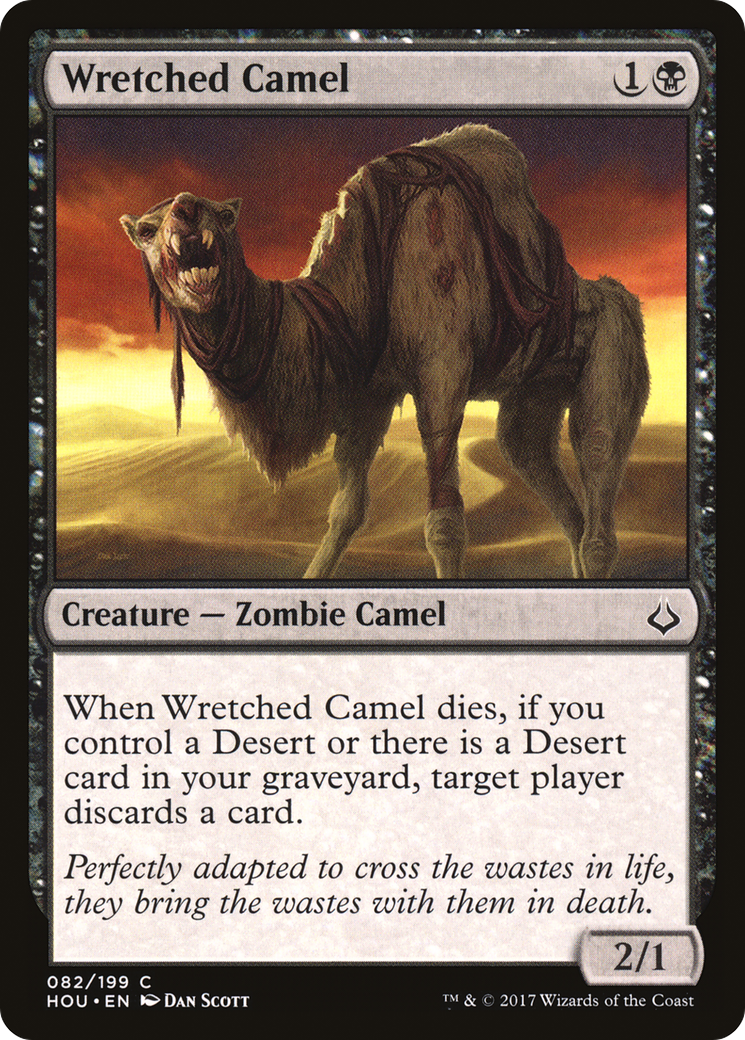 Wretched Camel
1
Creature — Zombie Camel
When Wretched Camel dies, if you
control a Desert or there is a Desert
card in your graveyard, target player
discards a card.
Perfectly adapted to cross the wastes in life,
they bring the wastes with them in death.
2/1
082/199 C
HOU • EN Dan Scott
™ & © 2017 Wizards of the Coast